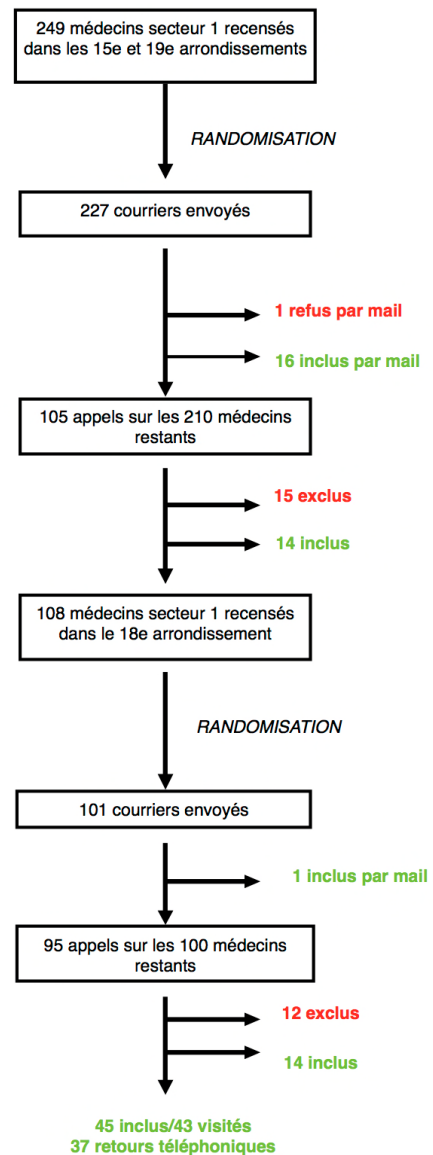 249 médecins secteur 1 recensés
dans les 15e et 19e arrondissements
RANDOMISATION
227 courriers envoyés
1 refus par mail
16 inclus par mail
105 appels sur les 210 médecins
restants
15 exclus
14 inclus
108 médecins secteur 1 recensés
dans le 18e arrondissement
RANDOMISATION
101 courriers envoyés
1 inclus par mail
95 appels sur les 100 médecins
restants
12 exclus
14 inclus
45 inclus/43 visités
37 retours téléphoniques